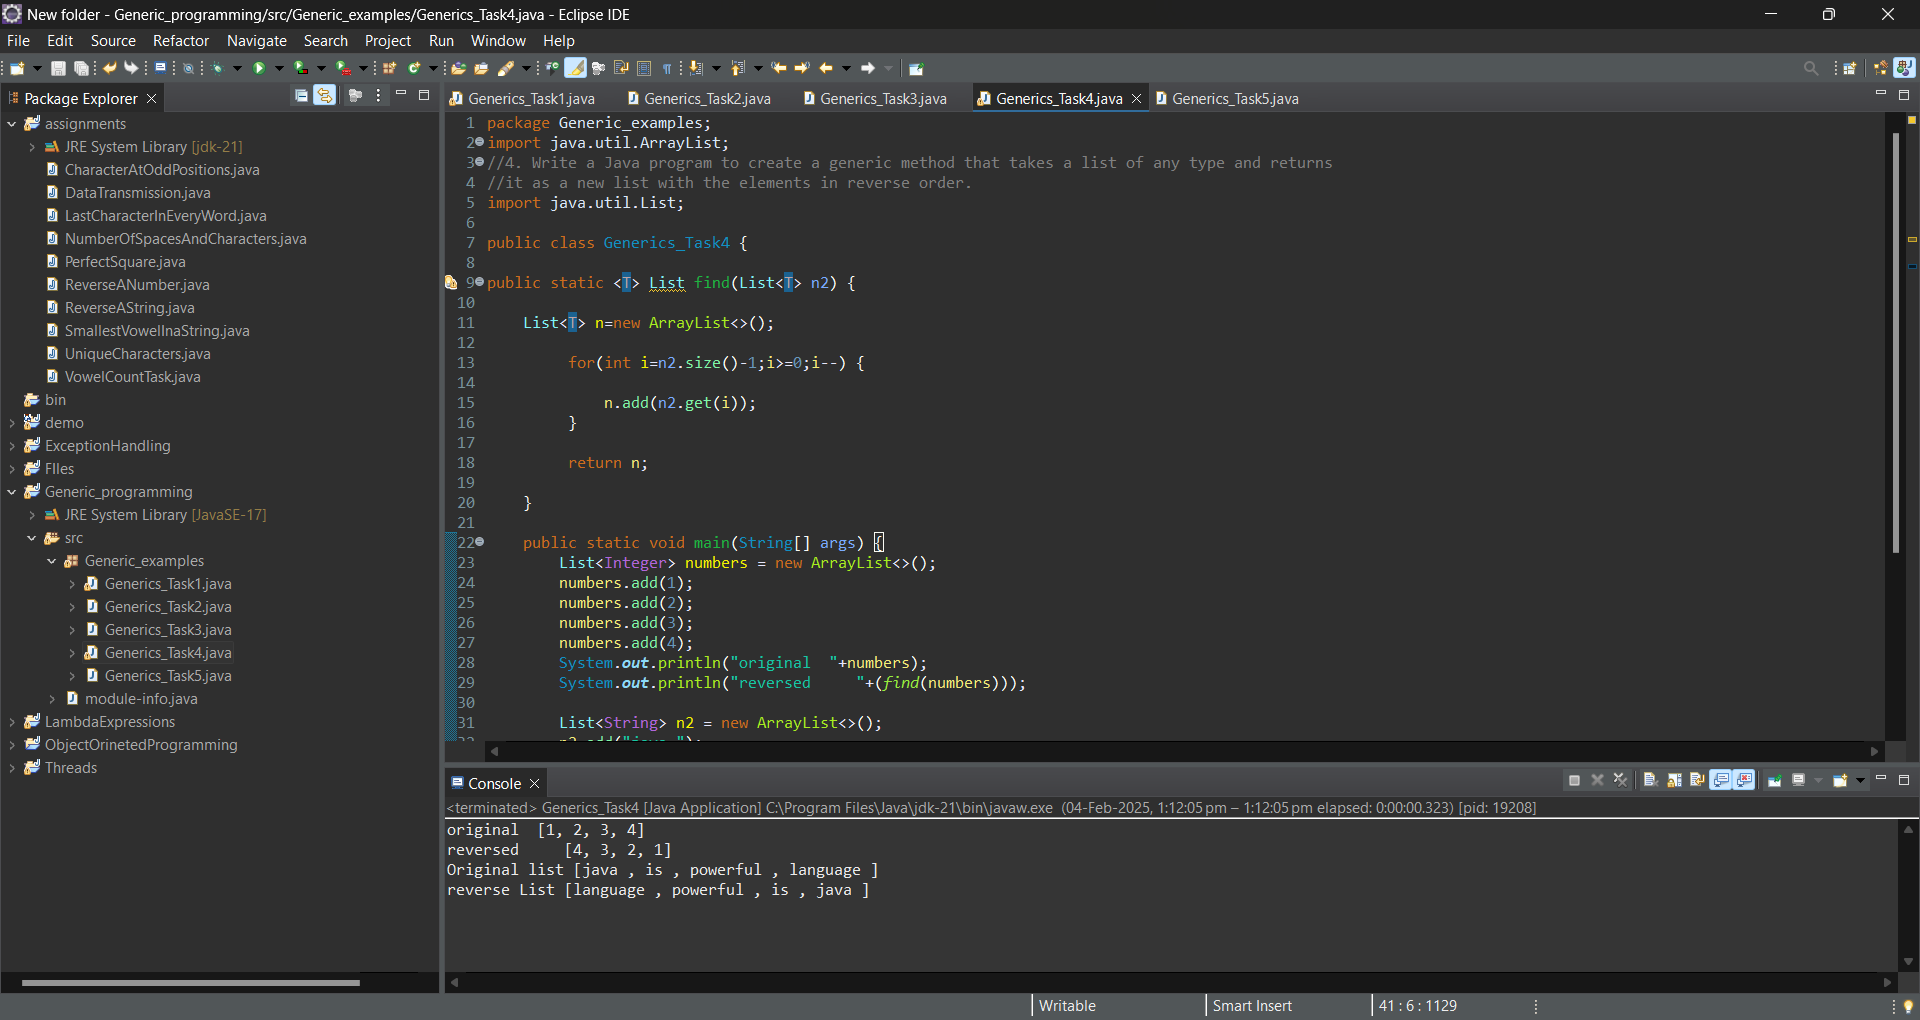 New folder - Generic_programming/src/Generic_examples/Generics_Task4.java - Eclipse IDE
File Edit Source Refactor Navigate Search Project Run Window Help
Package Explorer
assignments
JRE System Library [jdk-21]
CharacterAtOddPositions.java
DataTransmission.java
LastCharacterInEveryWord.java
NumberOfSpacesAndCharacters.java
PerfectSquare.java
ReverseANumber.java
ReverseAString.java
SmallestVowelInaString.java
UniqueCharacters.java
VowelCountTask.java
bin
demo
ExceptionHandling
FIles
Generic_programming
JRE System Library [JavaSE-17]
src
Generic_examples
Generics_Task1.java
Generics_Task2.java
Generics_Task3.java
Generics_Task4.java
Generics_Task5.java
module-info.java
LambdaExpressions
ObjectOrinetedProgramming
Threads
Generics_Task1.java Generics_Task2.java Generics_Task3.java Generics_Task4.java Generics_Task5.java
1 package Generic_examples;
2 import java.util.ArrayList;
3 //4. Write a Java program to create a generic method that takes a list of any type and returns
4 //it as a new list with the elements in reverse order.
5 import java.util.List;
6
7 public class Generics_Task4 {
8
9 public static <T> List find(List<T> n2) {
10
11 List<T> n=new ArrayList<>();
12
13 for(int i=n2.size()-1;i>=0;i--) {
14
15 n.add(n2.get(i));
16 }
17
18 return n;
19
20 }
21
22 public static void main(String[] args) {
23 List<Integer> numbers = new ArrayList<>();
24 numbers.add(1);
25 numbers.add(2);
26 numbers.add(3);
27 numbers.add(4);
28 System.out.println("original  "+numbers);
29 System.out.println("reversed     "+(find(numbers)));
30
31 List<String> n2 = new ArrayList<>();
Console
<terminated> Generics_Task4 [Java Application] C:\Program Files\Java\jdk-21\bin\javaw.exe (04-Feb-2025, 1:12:05 pm – 1:12:05 pm elapsed: 0:00:00.323) [pid: 19208]
original  [1, 2, 3, 4]
reversed     [4, 3, 2, 1]
Original list [java , is , powerful , language ]
reverse List [language , powerful , is , java ]
Writable Smart Insert 41 : 6 : 1129